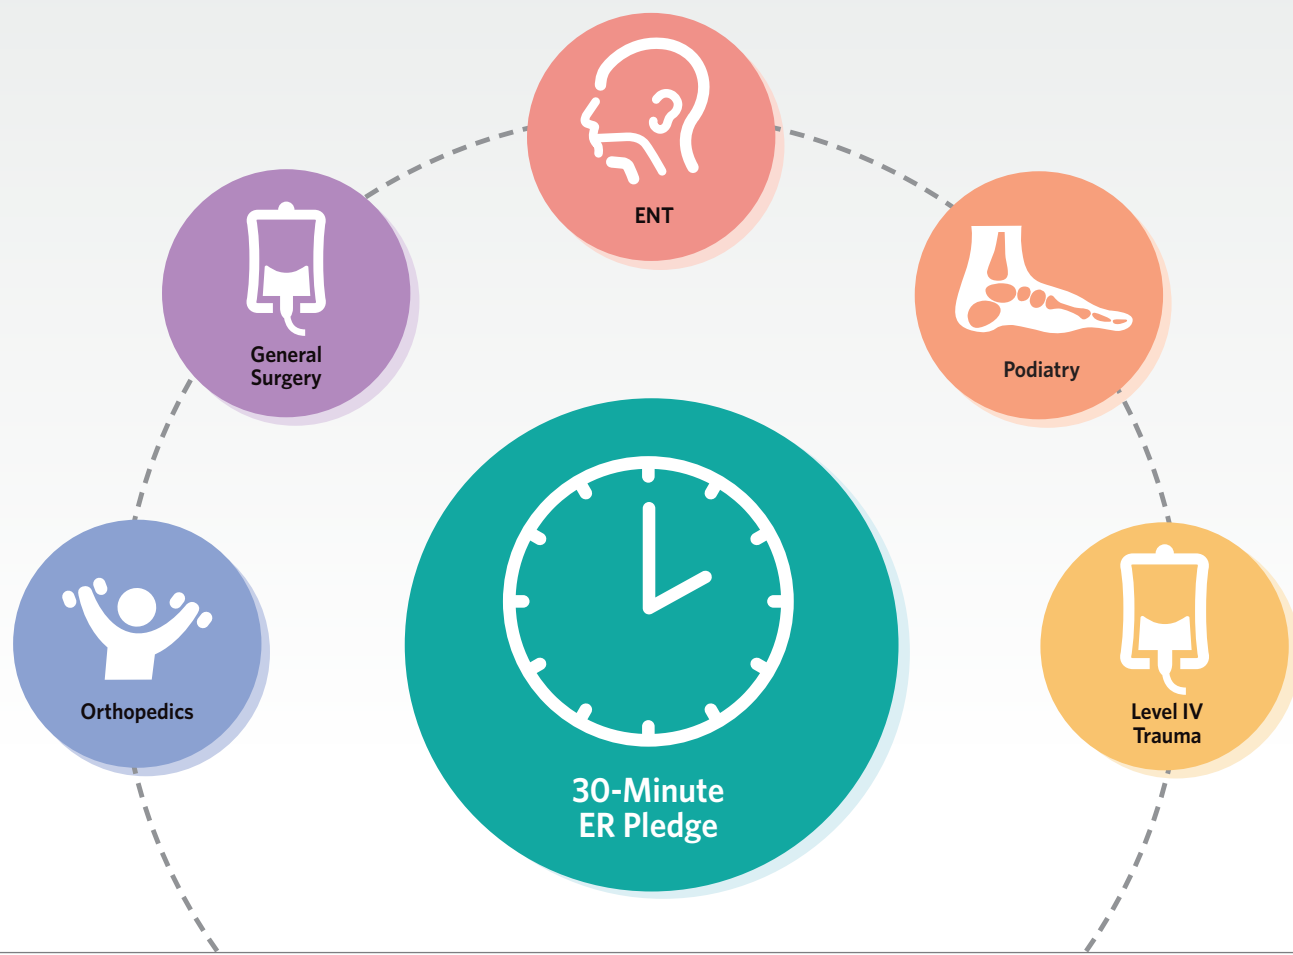 ENT
General
Surgery
Podiatry
Orthopedics
Level IV
Trauma
30-Minute
ER Pledge